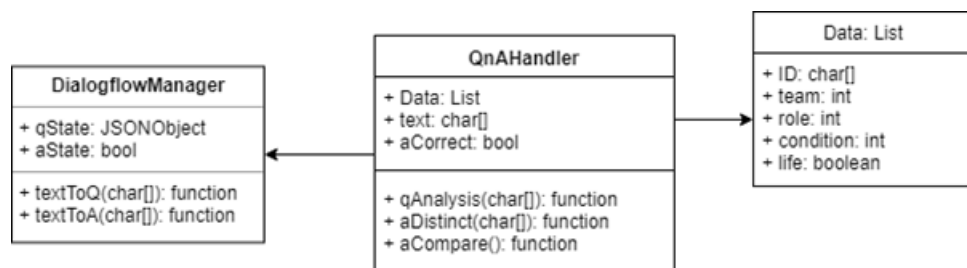 DialogflowManager
+ qState: JSONObject
+ aState: bool
+ textToQ(char[]): function
+ textToA(char[]): function
QnAHandler
+ Data: List
+ text: char[]
+ aCorrect: bool
+ qAnalysis(char[]): function
+ aDistinct(char[]): function
+ aCompare(): function
Data: List
+ ID: char[]
+ team: int
+ role: int
+ condition: int
+ life: boolean